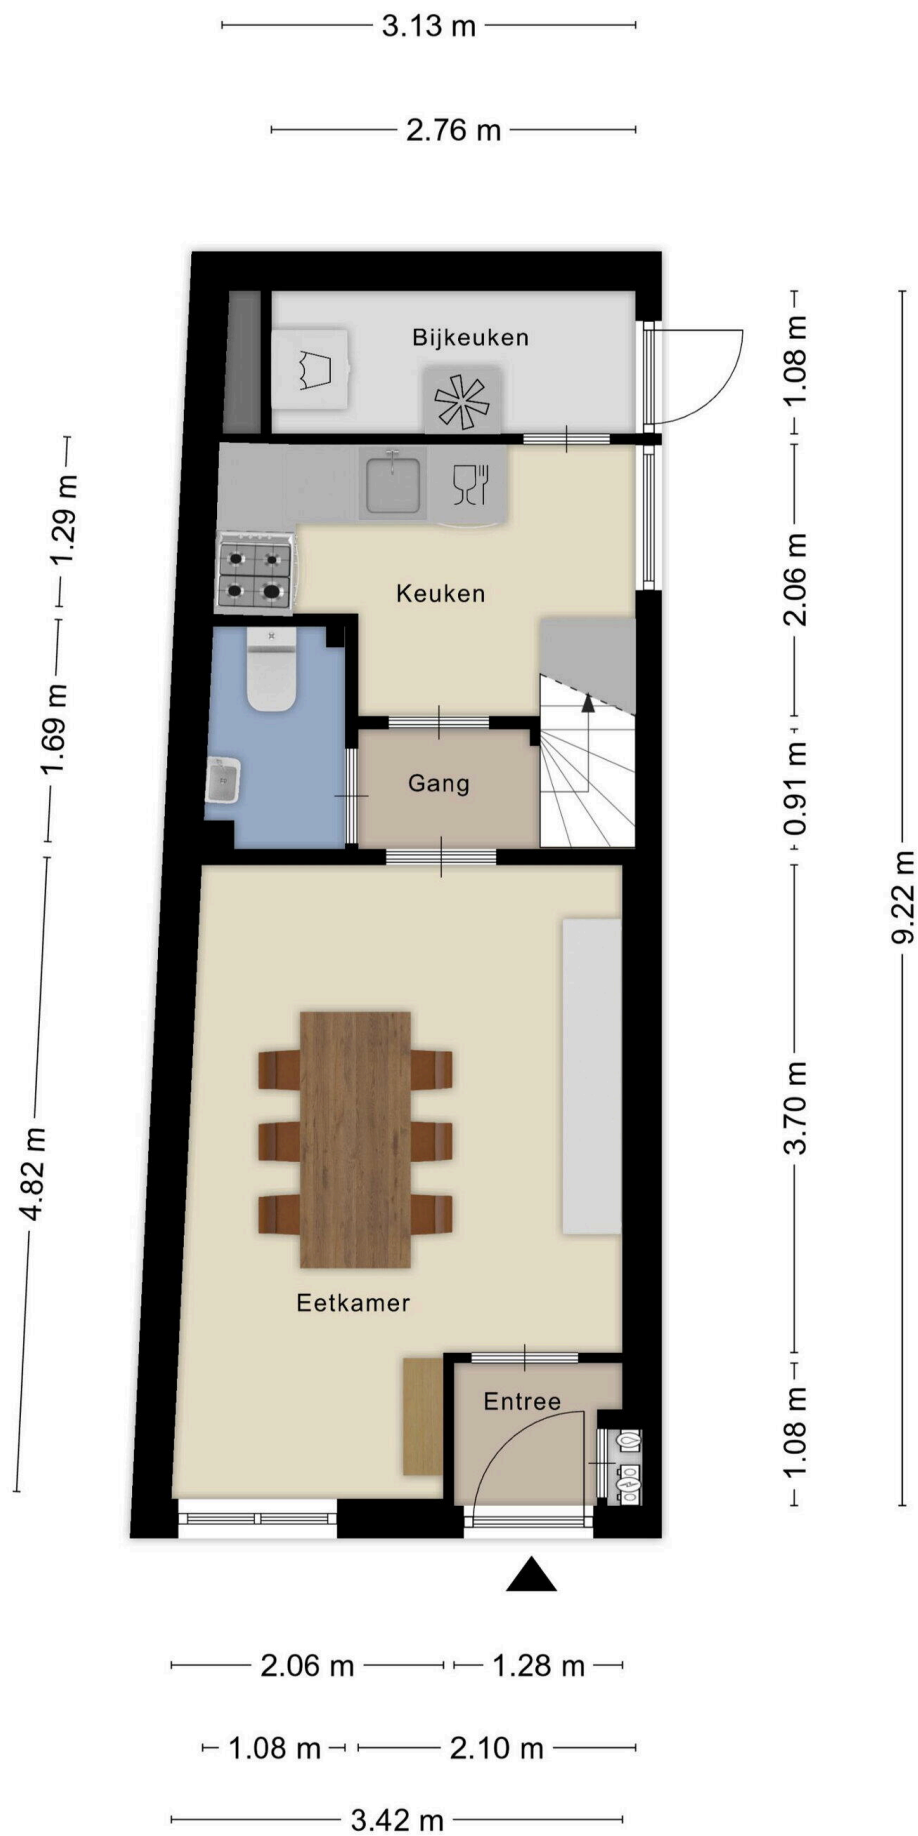 3.13 m
2.76 m
Bijkeuken
1.08 m
1.29 m
2.06 m
Keuken
1.69 m
0.91 m
Gang
9.22 m
3.70 m
4.82 m
Eetkamer
Entree
1.08 m
2.06 m
1.28 m
1.08 m
2.10 m
3.42 m